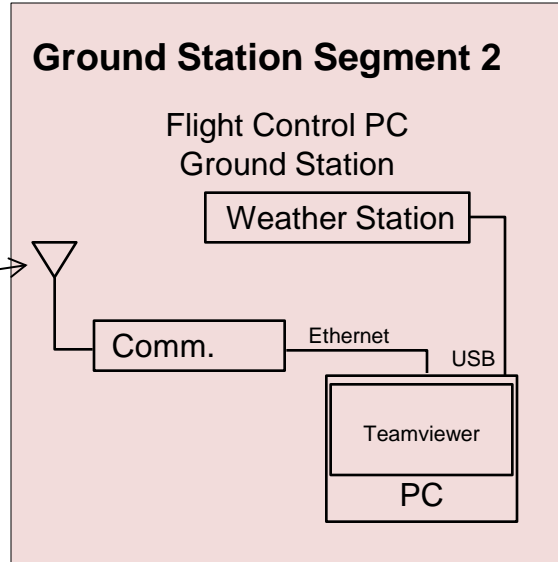 Ground Station Segment 2
Flight Control PC
Ground Station
Weather Station
Comm.
Ethernet
USB
Teamviewer
PC